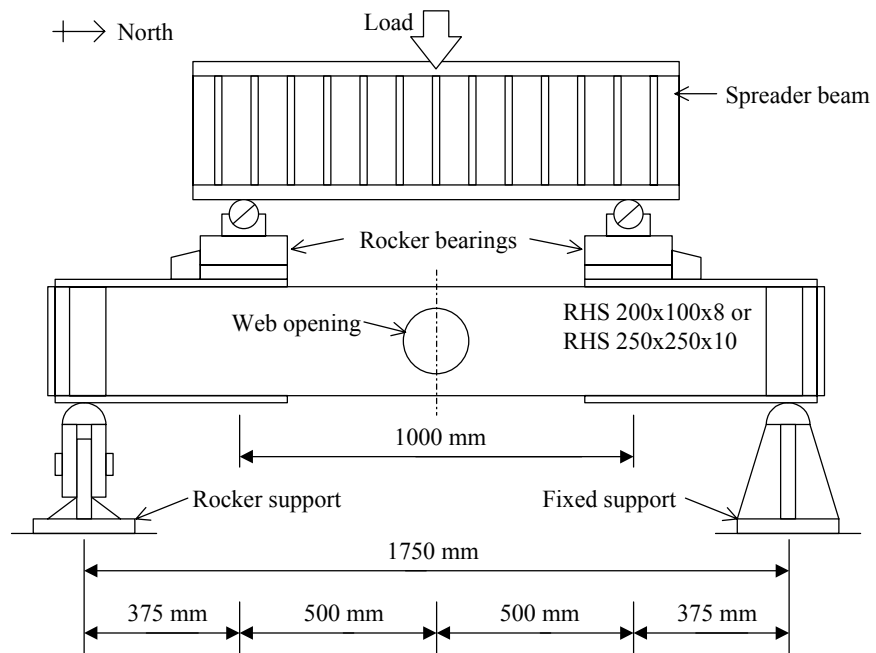 North
Load
Spreader beam
Rocker bearings
Web opening
RHS 200x100x8 or
RHS 250x250x10
1000 mm
Rocker support
Fixed support
1750 mm
375 mm
500 mm
500 mm
375 mm